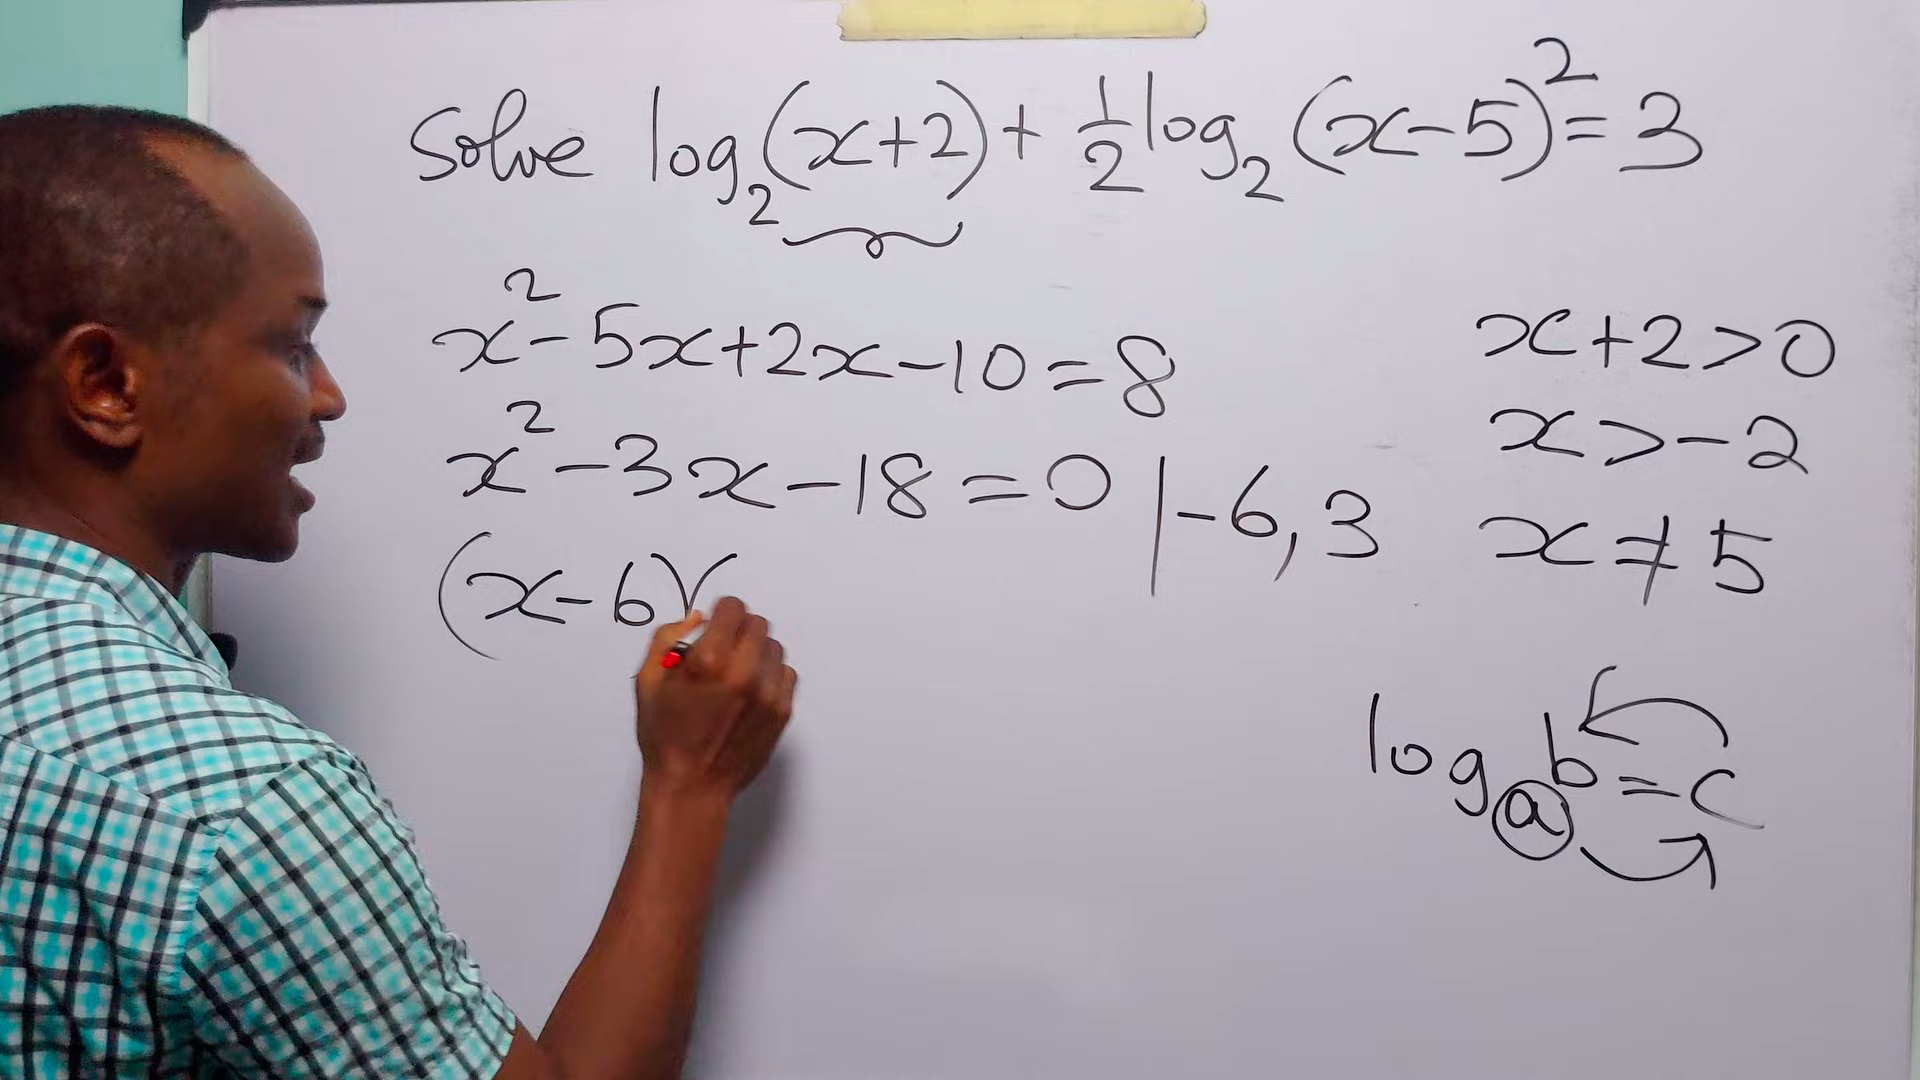 Solve log₂(x+2) + ½log₂(x-5)² = 3
x² - 5x + 2x - 10 = 8
x² - 3x - 18 = 0 | -6, 3
(x-6)(
x+2>0
x>-2
x≠5
logₐb = c